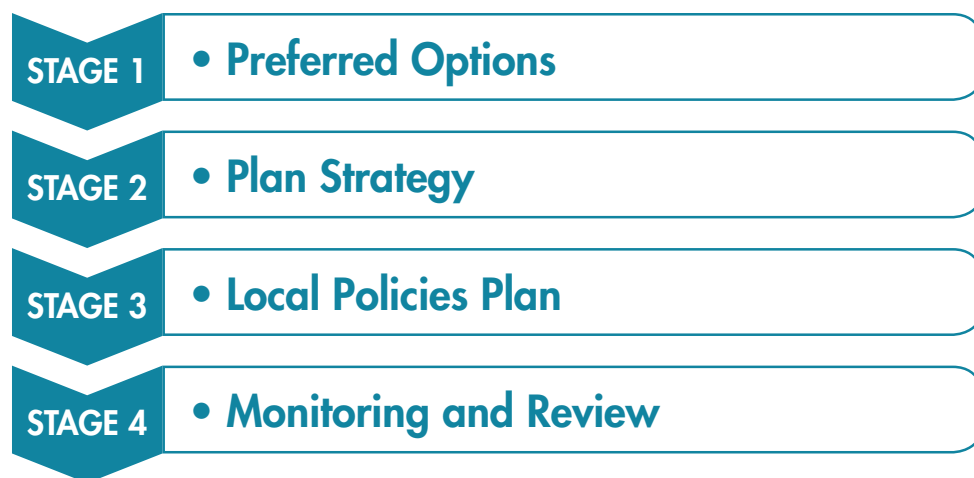 STAGE 1 • Preferred Options
STAGE 2 • Plan Strategy
STAGE 3 • Local Policies Plan
STAGE 4 • Monitoring and Review